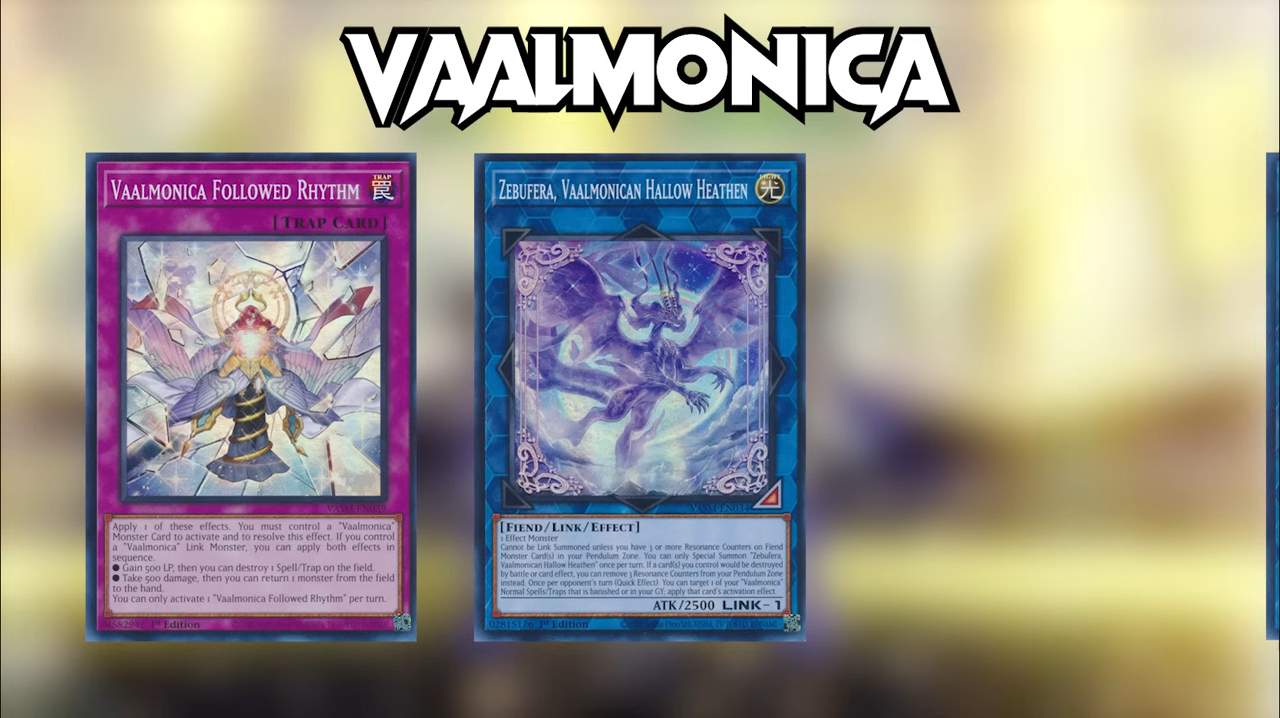 VAALMONICA
VAALMONICA FOLLOWED RHYTHM
TRAP
罠
[TRAP CARD]
Apply 1 of these effects. You must control a "Vaalmonica"
Monster Card to activate and to resolve this effect. If you control
a "Vaalmonica" Link Monster, you can apply both effects in
sequence.
● Gain 500 LP, then you can destroy 1 Spell/Trap on the field.
● Take 500 damage, then you can return 1 monster from the field
to the hand.
You can only activate 1 "Vaalmonica Followed Rhythm" per turn.
1st Edition
ZEBUFERA, VAALMONICAN HALLOW HEATHEN
LIGHT
光
[FIEND/LINK/EFFECT]
1 Effect Monster
Cannot be Link Summoned unless you have 3 or more Resonance Counters on Fiend
Monster Card(s) in your Pendulum Zone. You can only Special Summon "Zebufera,
Vaalmonican Hallow Heathen" once per turn. If a card(s) you control would be destroyed
by battle or card effect, you can remove 3 Resonance Counters from your Pendulum Zone
instead. Once per opponent's turn (Quick Effect): You can target 1 of your "Vaalmonica"
Normal Spells/Traps that is banished or in your GY; apply that card's activation effect.
ATK/2500 LINK-1
1st Edition